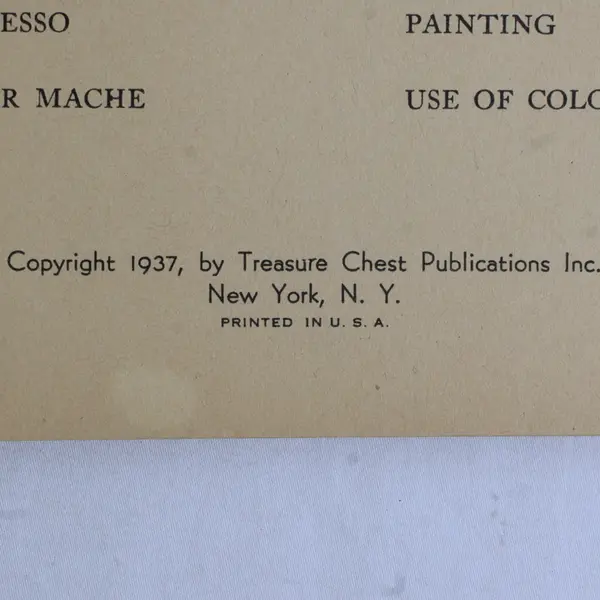 ESSO PAINTING
R MACHE USE OF COLO
Copyright 1937, by Treasure Chest Publications Inc.
New York, N. Y.
PRINTED IN U. S. A.